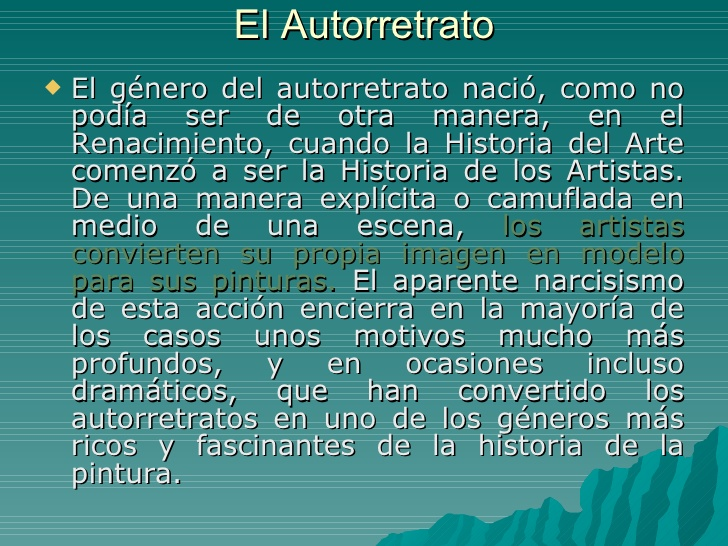 El Autorretrato
El género del autorretrato nació, como no
podía ser de otra manera, en el
Renacimiento, cuando la Historia del Arte
comenzó a ser la Historia de los Artistas.
De una manera explícita o camuflada en
medio de una escena, los artistas
convierten su propia imagen en modelo
para sus pinturas. El aparente narcisismo
de esta acción encierra en la mayoría de
los casos unos motivos mucho más
profundos, y en ocasiones incluso
dramáticos, que han convertido los
autorretratos en uno de los géneros más
ricos y fascinantes de la historia de la
pintura.